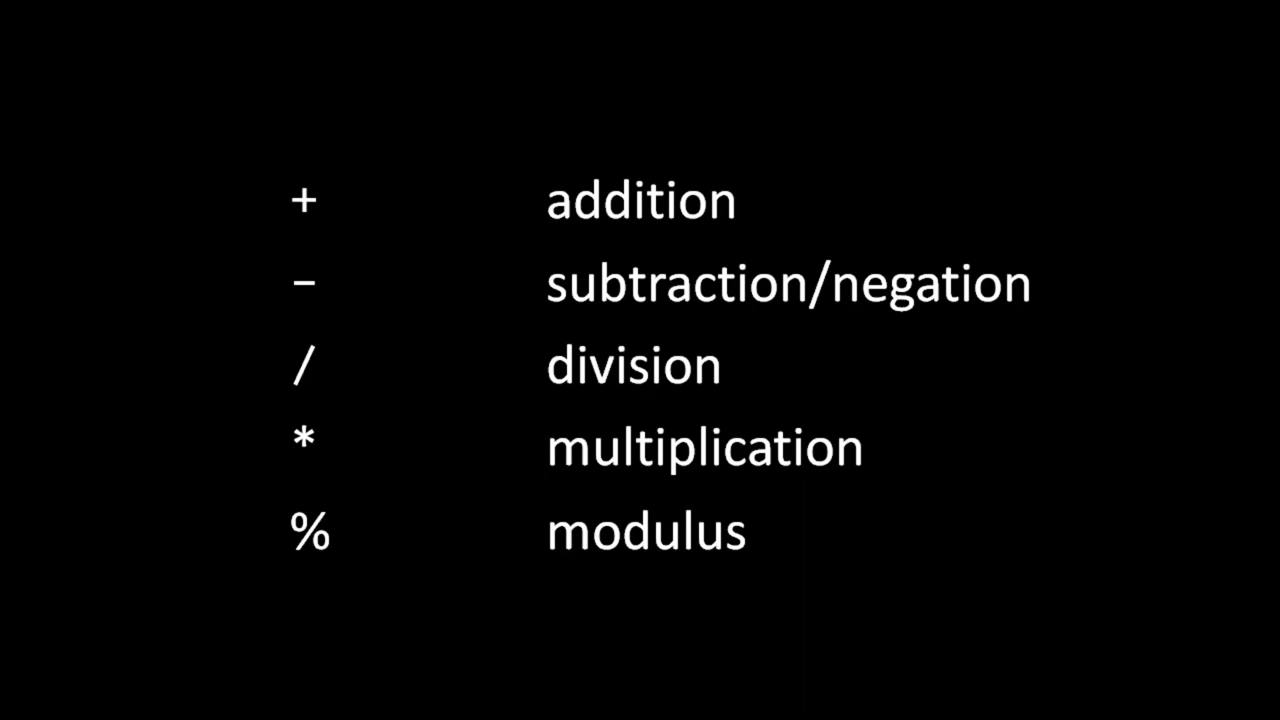 + addition
− subtraction/negation
/ division
* multiplication
% modulus